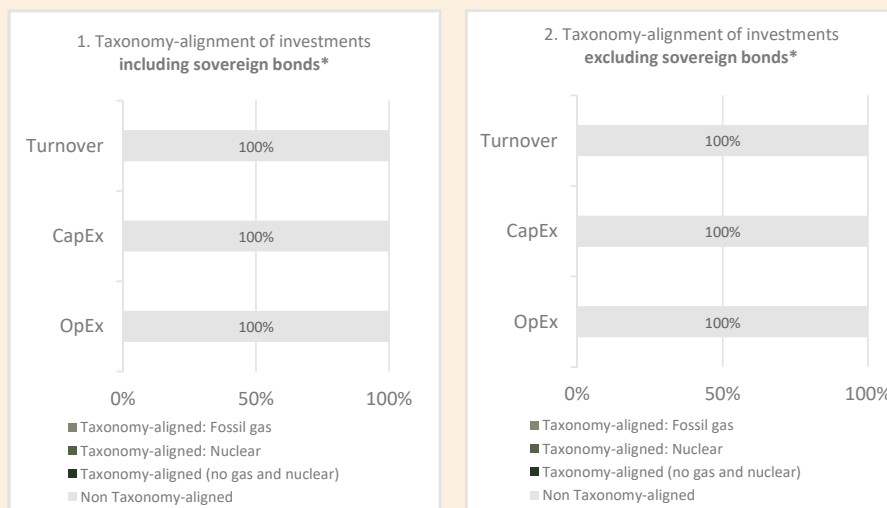 1. Taxonomy-alignment of investments
including sovereign bonds*
Turnover
100%
CapEx
100%
OpEx
100%
0%
50%
100%
Taxonomy-aligned: Fossil gas
Taxonomy-aligned: Nuclear
Taxonomy-aligned (no gas and nuclear)
Non Taxonomy-aligned
2. Taxonomy-alignment of investments
excluding sovereign bonds*
Turnover
100%
CapEx
100%
OpEx
100%
0%
50%
100%
Taxonomy-aligned: Fossil gas
Taxonomy-aligned: Nuclear
Taxonomy-aligned (no gas and nuclear)
Non Taxonomy-aligned